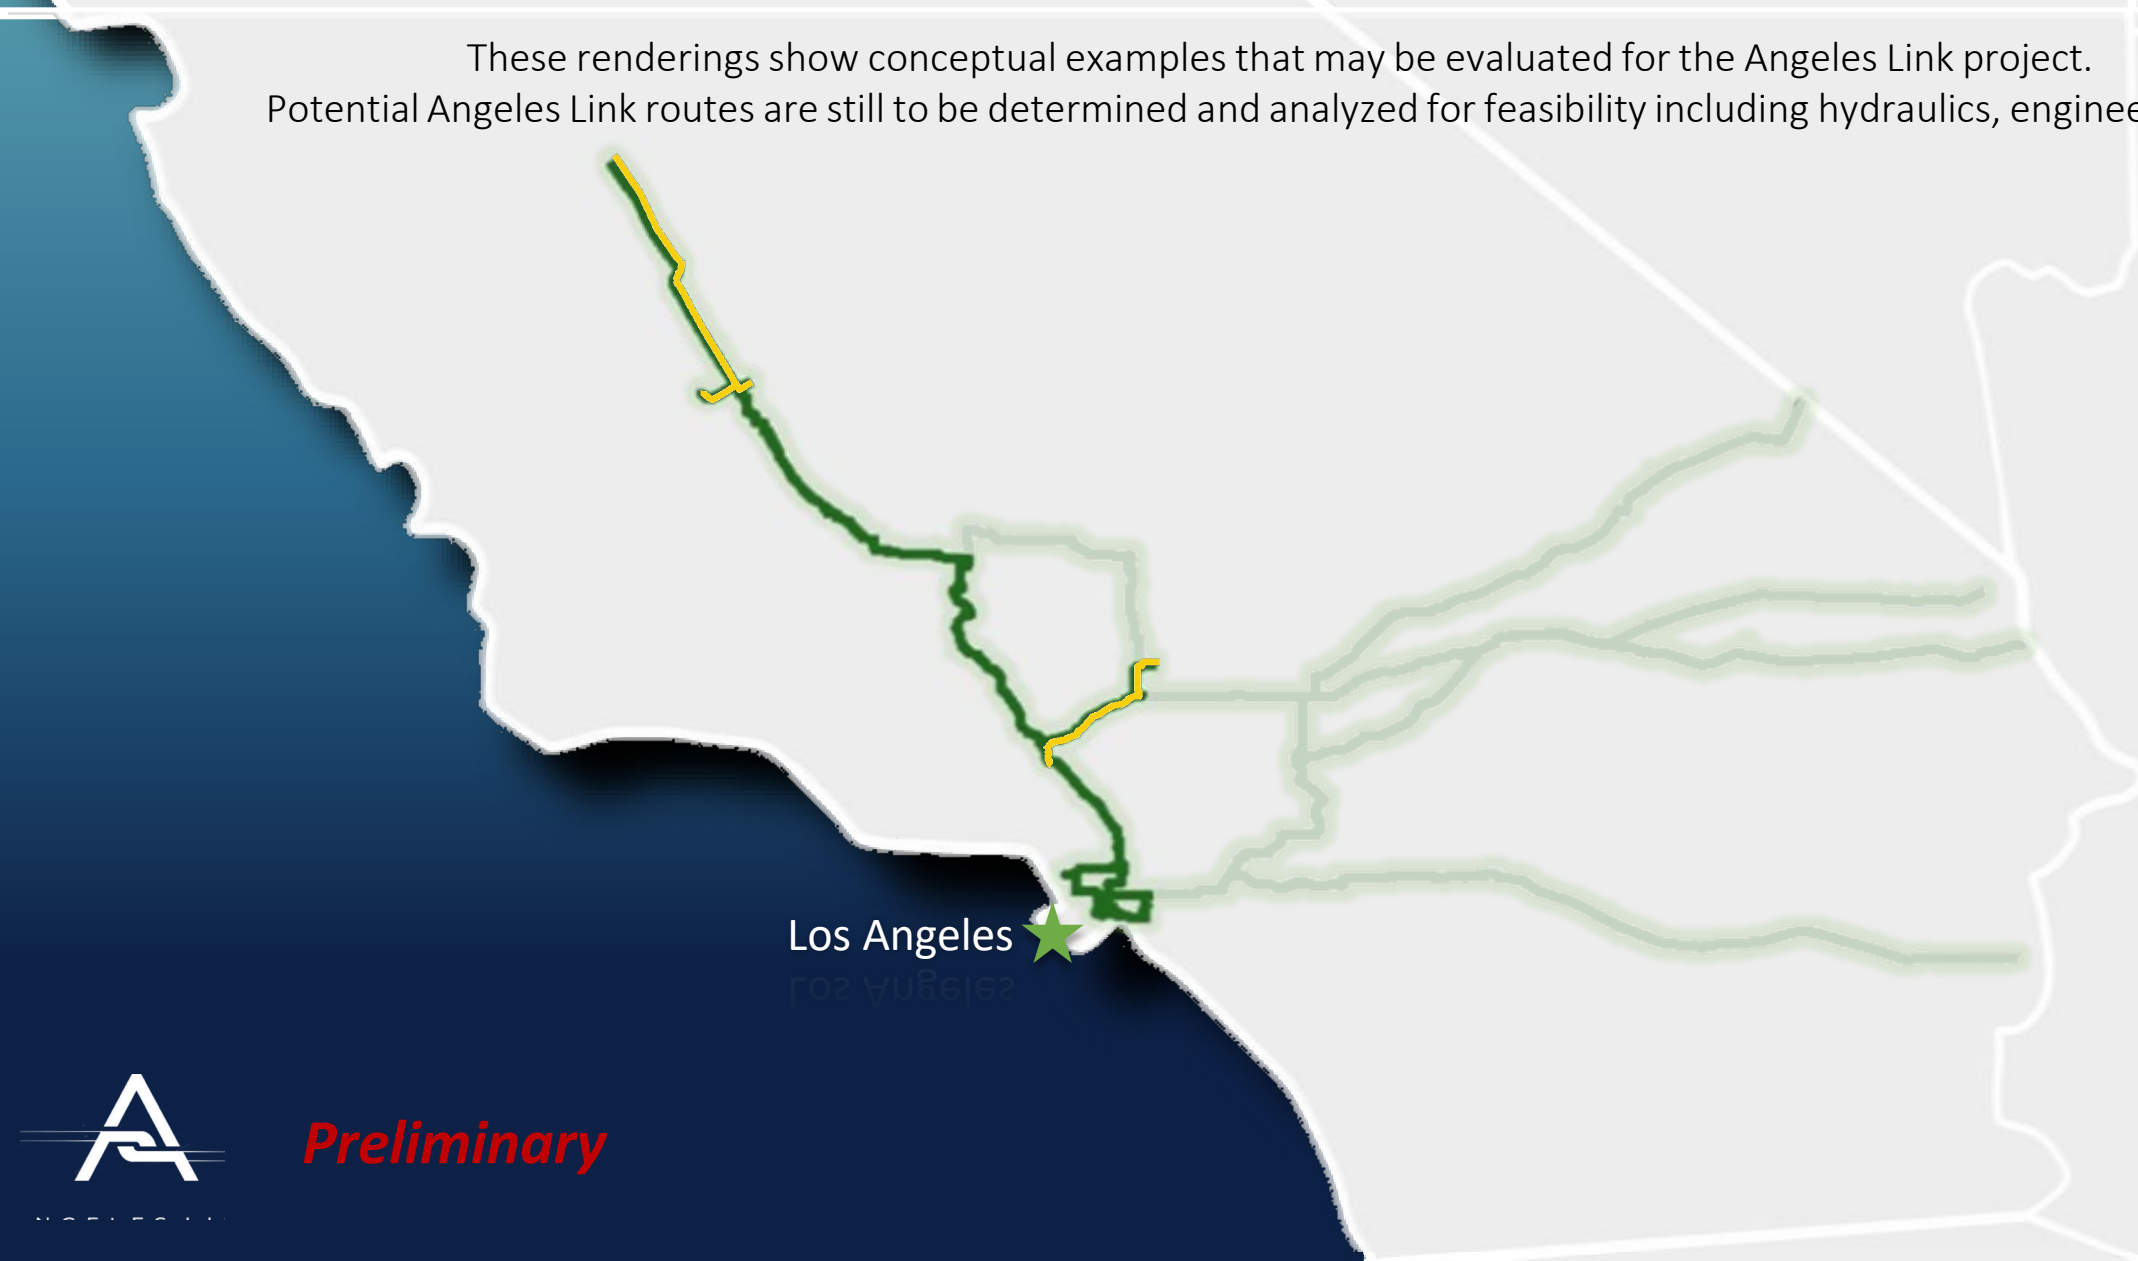 These renderings show conceptual examples that may be evaluated for the Angeles Link project.
Potential Angeles Link routes are still to be determined and analyzed for feasibility including hydraulics,
Los Angeles
Preliminary